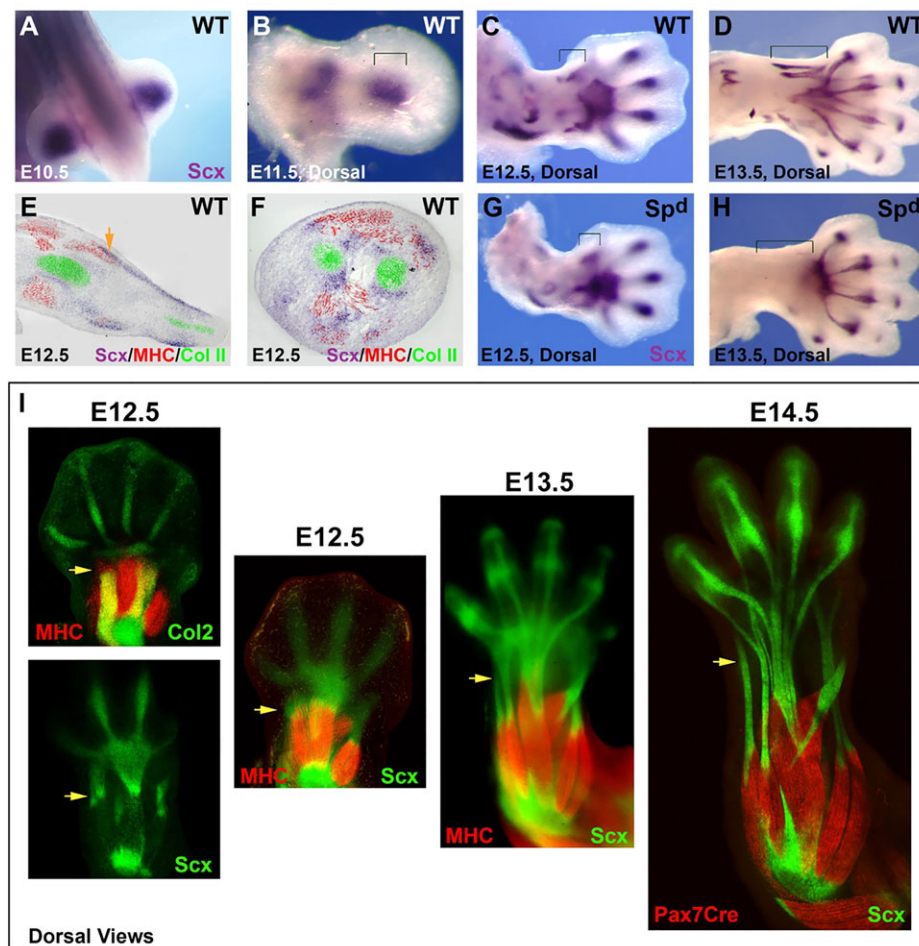 A WT
E10.5 Scx
B WT
E11.5, Dorsal
C WT
E12.5, Dorsal
D WT
E13.5, Dorsal
E WT
E12.5 Scx/MHC/Col II
F WT
E12.5 Scx/MHC/Col II
G Spd
E12.5, Dorsal Scx
H Spd
E13.5, Dorsal
I
E12.5
MHC Col2
Scx
E12.5
MHC Scx
E13.5
MHC Scx
E14.5
Pax7Cre Scx
Dorsal Views